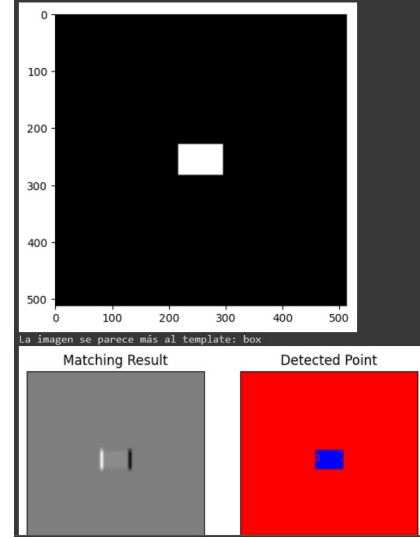 0
100
200
300
400
500
0 100 200 300 400 500
La imagen se parece más al template: box
Matching Result Detected Point